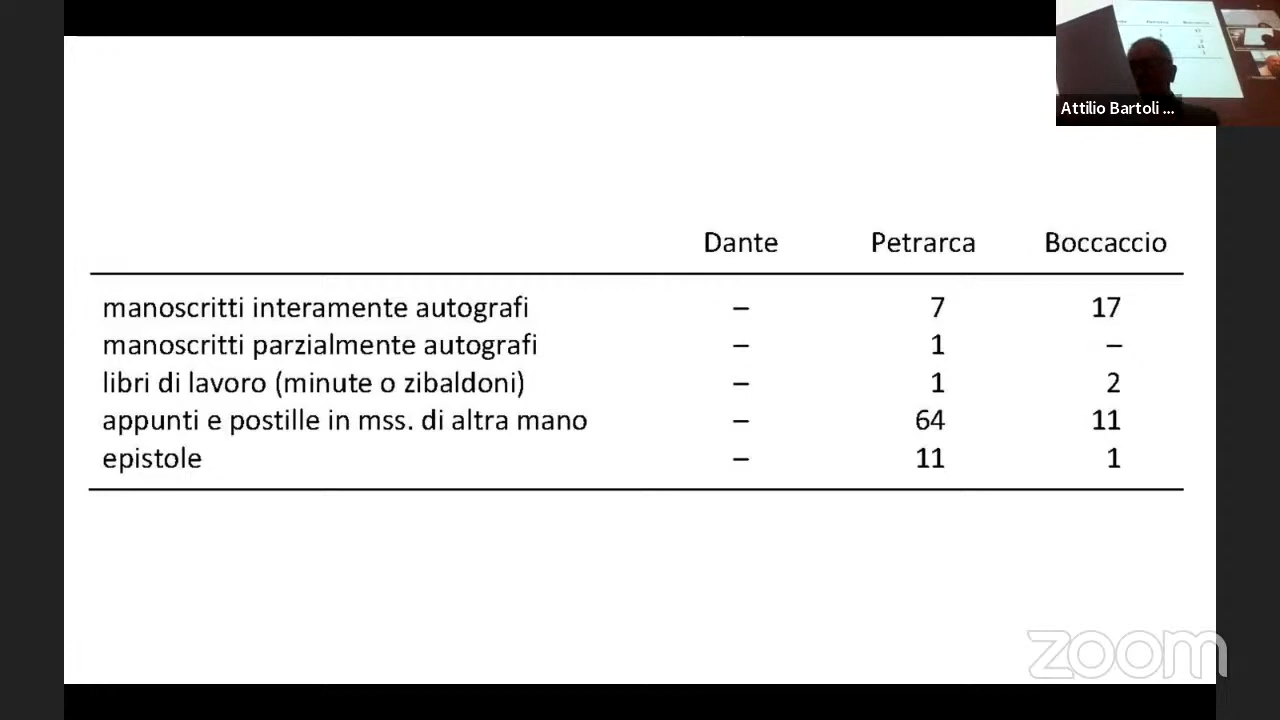 Attilio Bartoli ...
Dante Petrarca Boccaccio
manoscritti interamente autografi – 7 17
manoscritti parzialmente autografi – 1 –
libri di lavoro (minute o zibaldoni) – 1 2
appunti e postille in mss. di altra mano – 64 11
epistole – 11 1
zoom